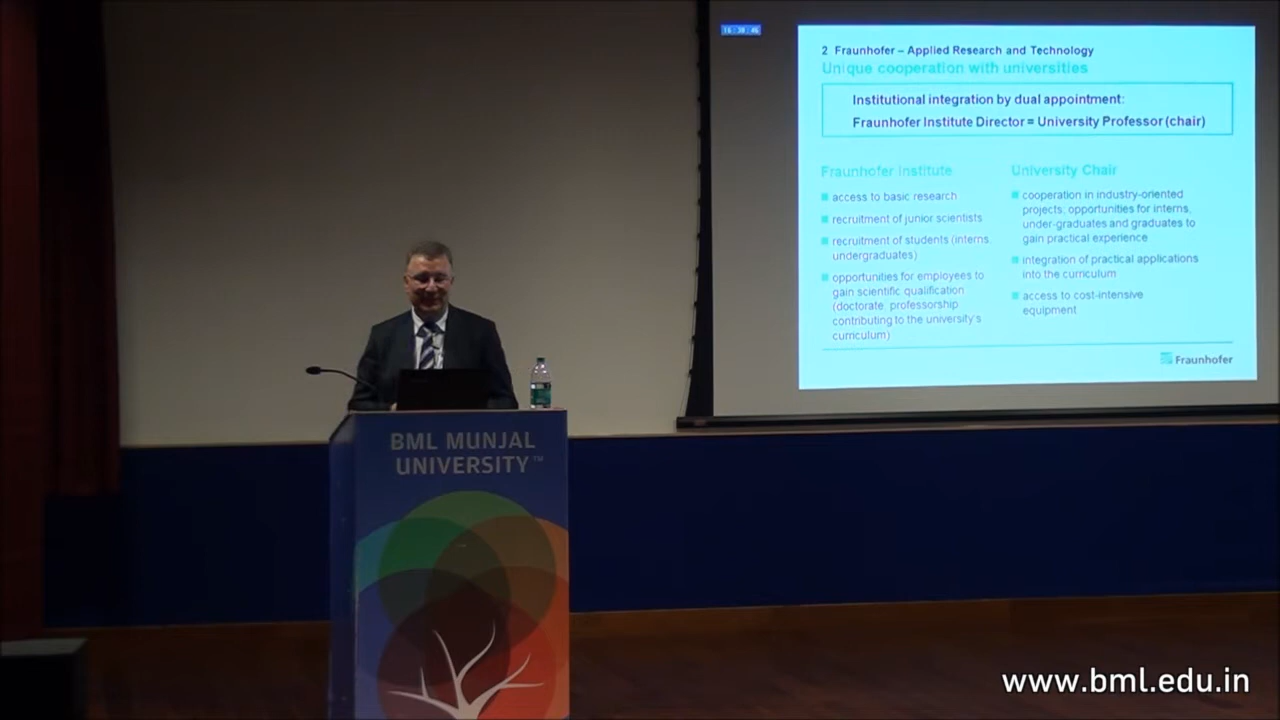 16:38:46
2 Fraunhofer – Applied Research and Technology
Unique cooperation with universities
Institutional integration by dual appointment:
Fraunhofer Institute Director = University Professor (chair)
Fraunhofer Institute
access to basic research
recruitment of junior scientists
recruitment of students (interns,
undergraduates)
opportunities for employees to
gain scientific qualification
(doctorate, professorship
contributing to the university's
curriculum)
University Chair
cooperation in industry-oriented
projects; opportunities for interns,
under-graduates and graduates to
gain practical experience
integration of practical applications
into the curriculum
access to cost-intensive
equipment
Fraunhofer
BML MUNJAL
UNIVERSITY™
www.bml.edu.in